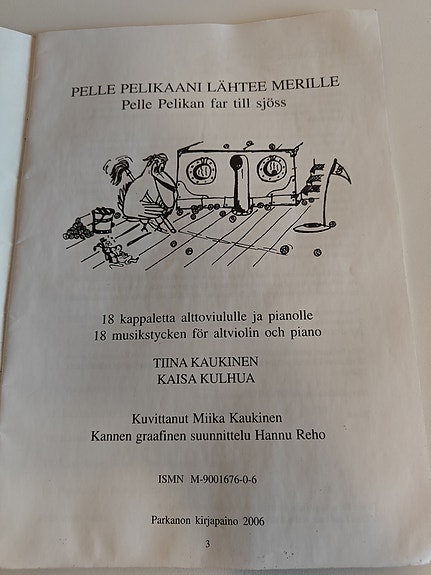 PELLE PELIKAANI LÄHTEE MERILLE
Pelle Pelikan far till sjöss
18 kappaletta alttoviululle ja pianolle
18 musikstycken för altviolin och piano
TIINA KAUKINEN
KAISA KULHUA
Kuvittanut Miika Kaukinen
Kannen graafinen suunnittelu Hannu Reho
ISMN M-9001676-0-6
Parkanon kirjapaino 2006
3